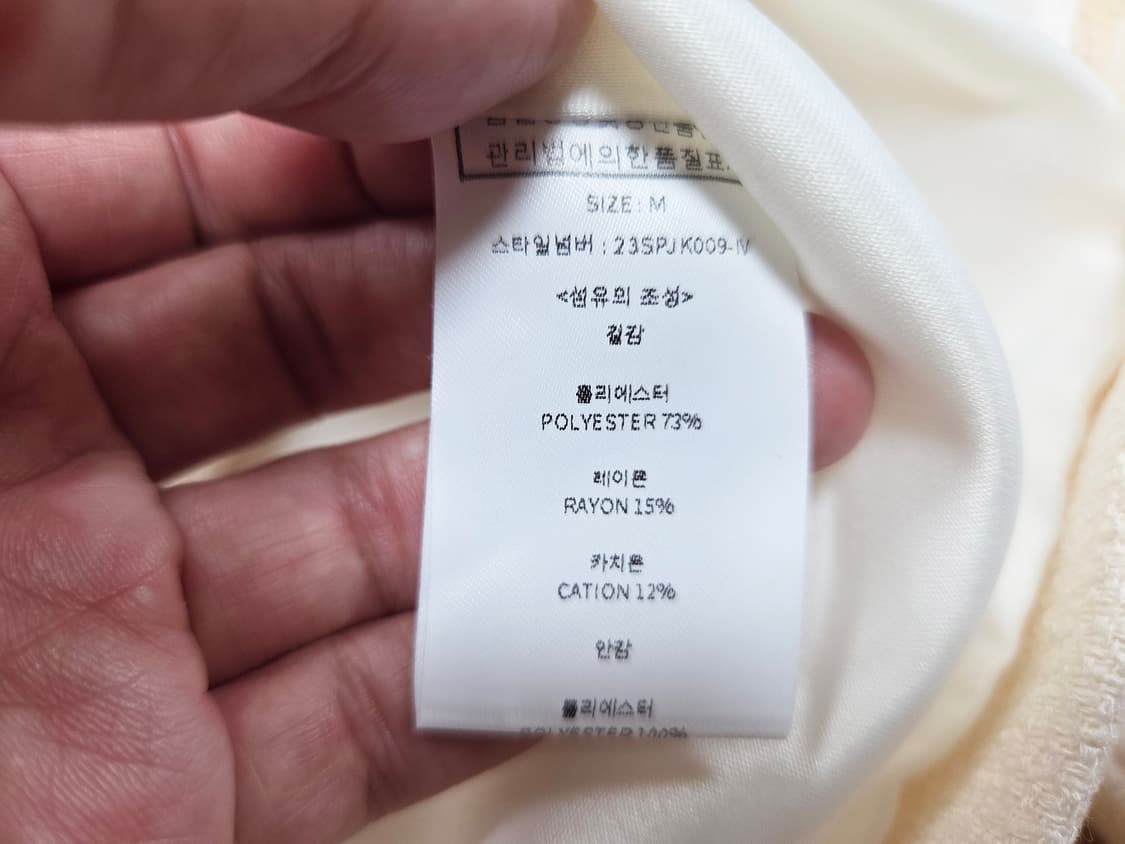 관리법에의한품질표
SIZE : M
스타일넘버 : 23SPJK009-IV
<섬유의 조성>
겉감
폴리에스터
POLYESTER 73%
레이온
RAYON 15%
카치온
CATION 12%
안감
폴리에스터
POLYESTER 100%